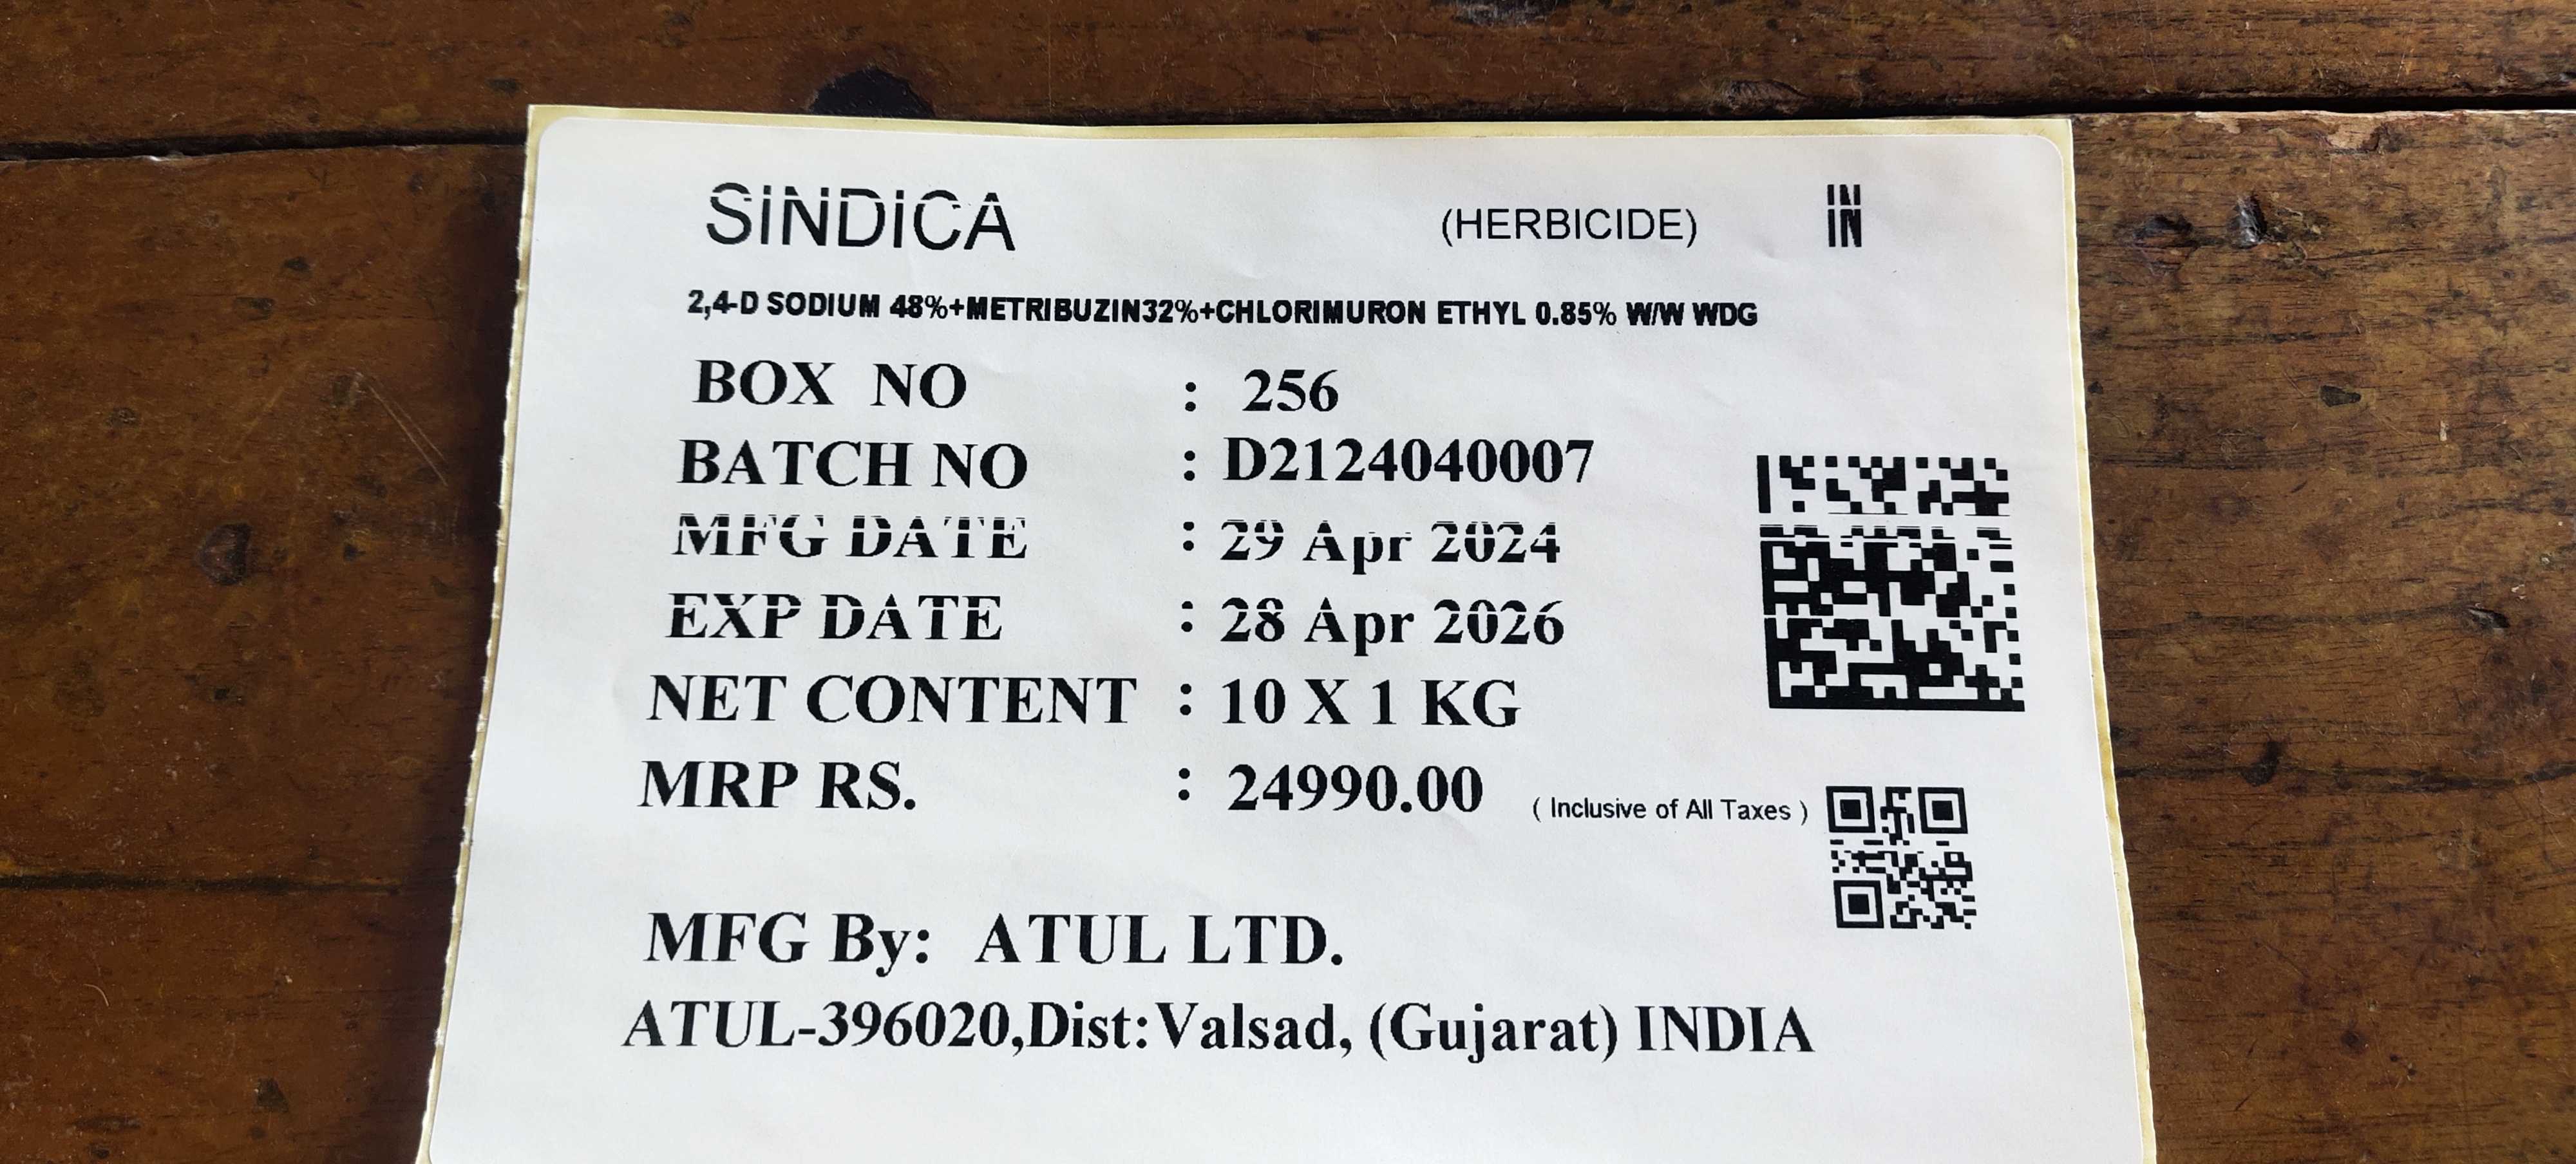 SINDICA (HERBICIDE) IN
IN
2,4-D SODIUM 48%+METRIBUZIN32%+CHLORIMURON ETHYL 0.85% W/W WDG
BOX NO : 256
BATCH NO : D2124040007
MFG DATE : 29 Apr 2024
EXP DATE : 28 Apr 2026
NET CONTENT : 10 X 1 KG
MRP RS. : 24990.00 ( Inclusive of All Taxes )
MFG By: ATUL LTD.
ATUL-396020,Dist:Valsad, (Gujarat) INDIA